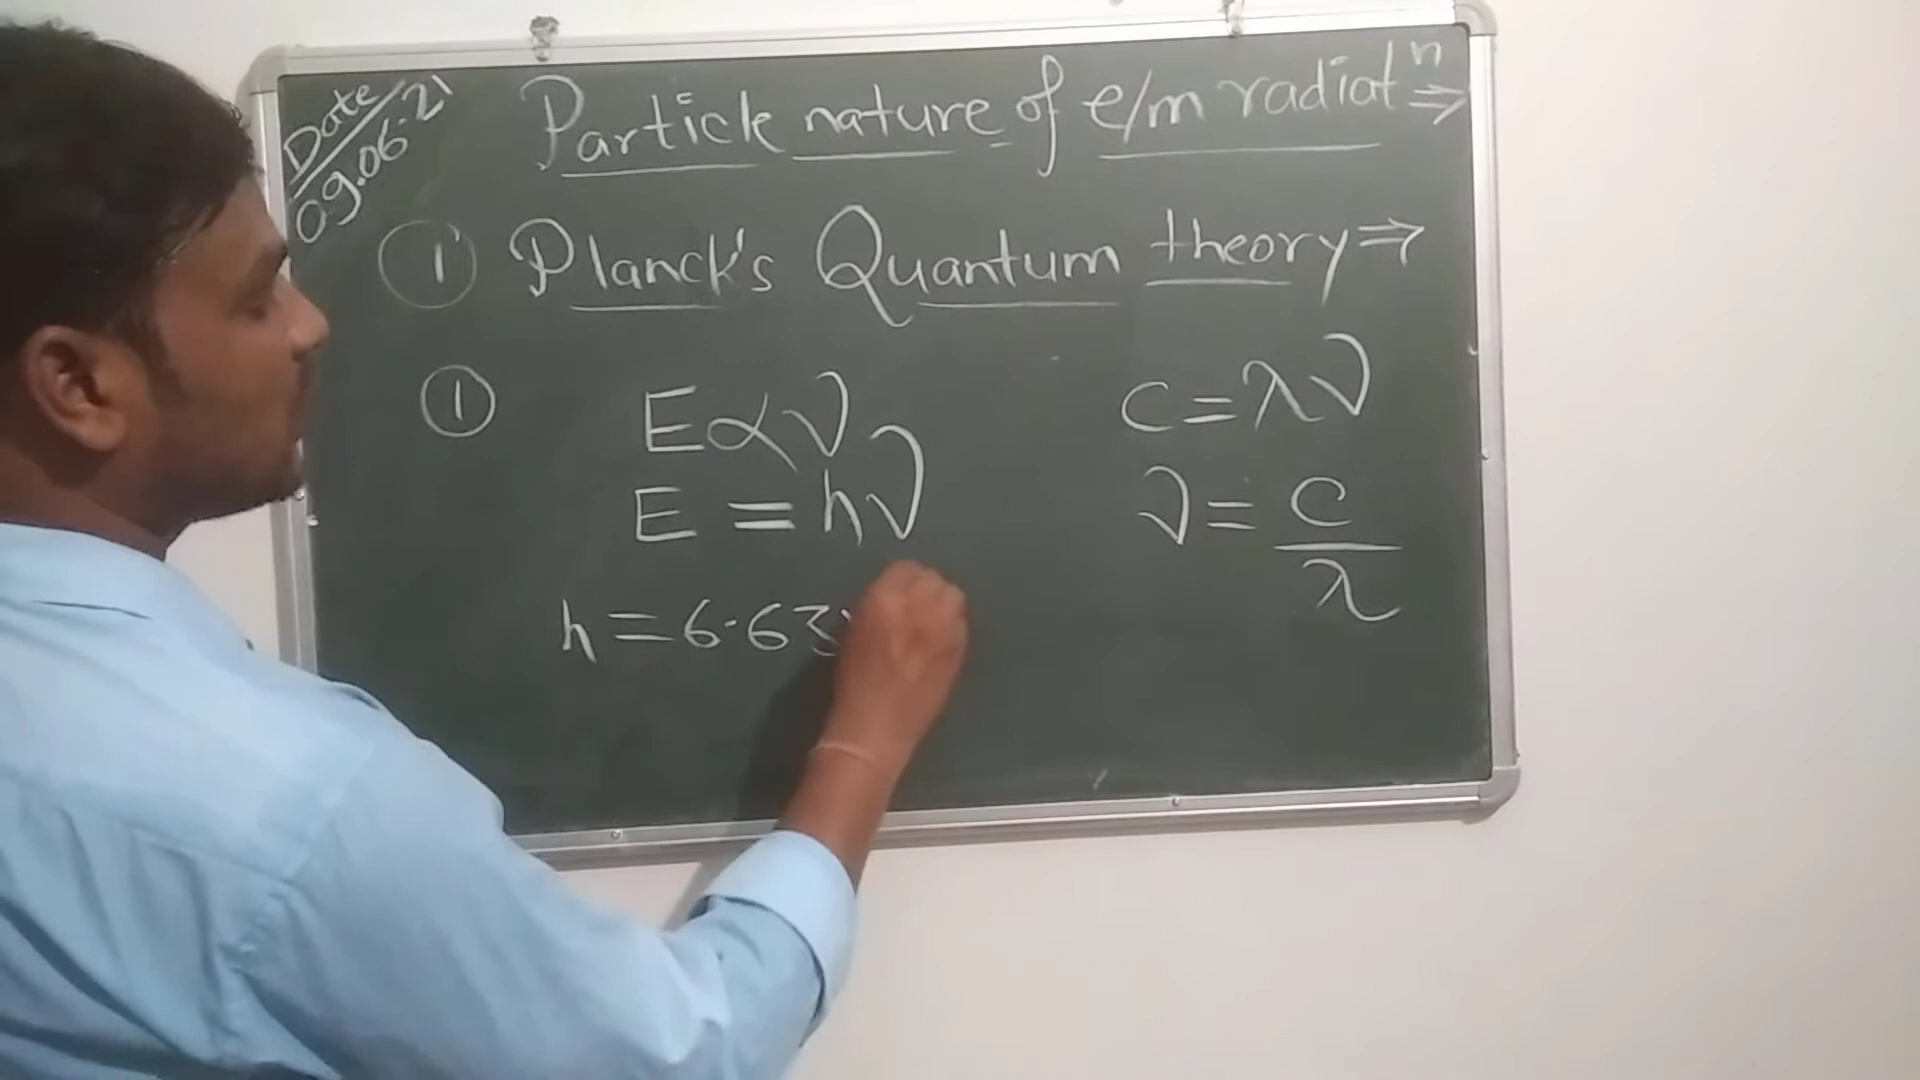 Date
09.06.21
Particle nature of e/m radiatⁿ ⇒
① Planck's Quantum theory ⇒
① E ∝ ν
E = hν
h = 6.63×
c = λν
ν = c/λ